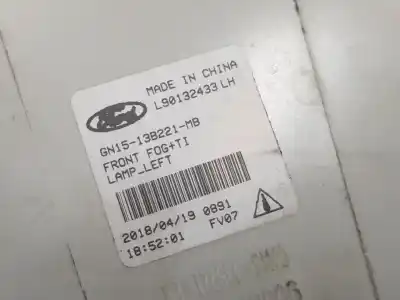 MADE IN CHINA
L90132433 LH
GN15-13B221-MB
FRONT FOG+TI
LAMP_LEFT
2018/04/19 0891
18:52:01 FV07